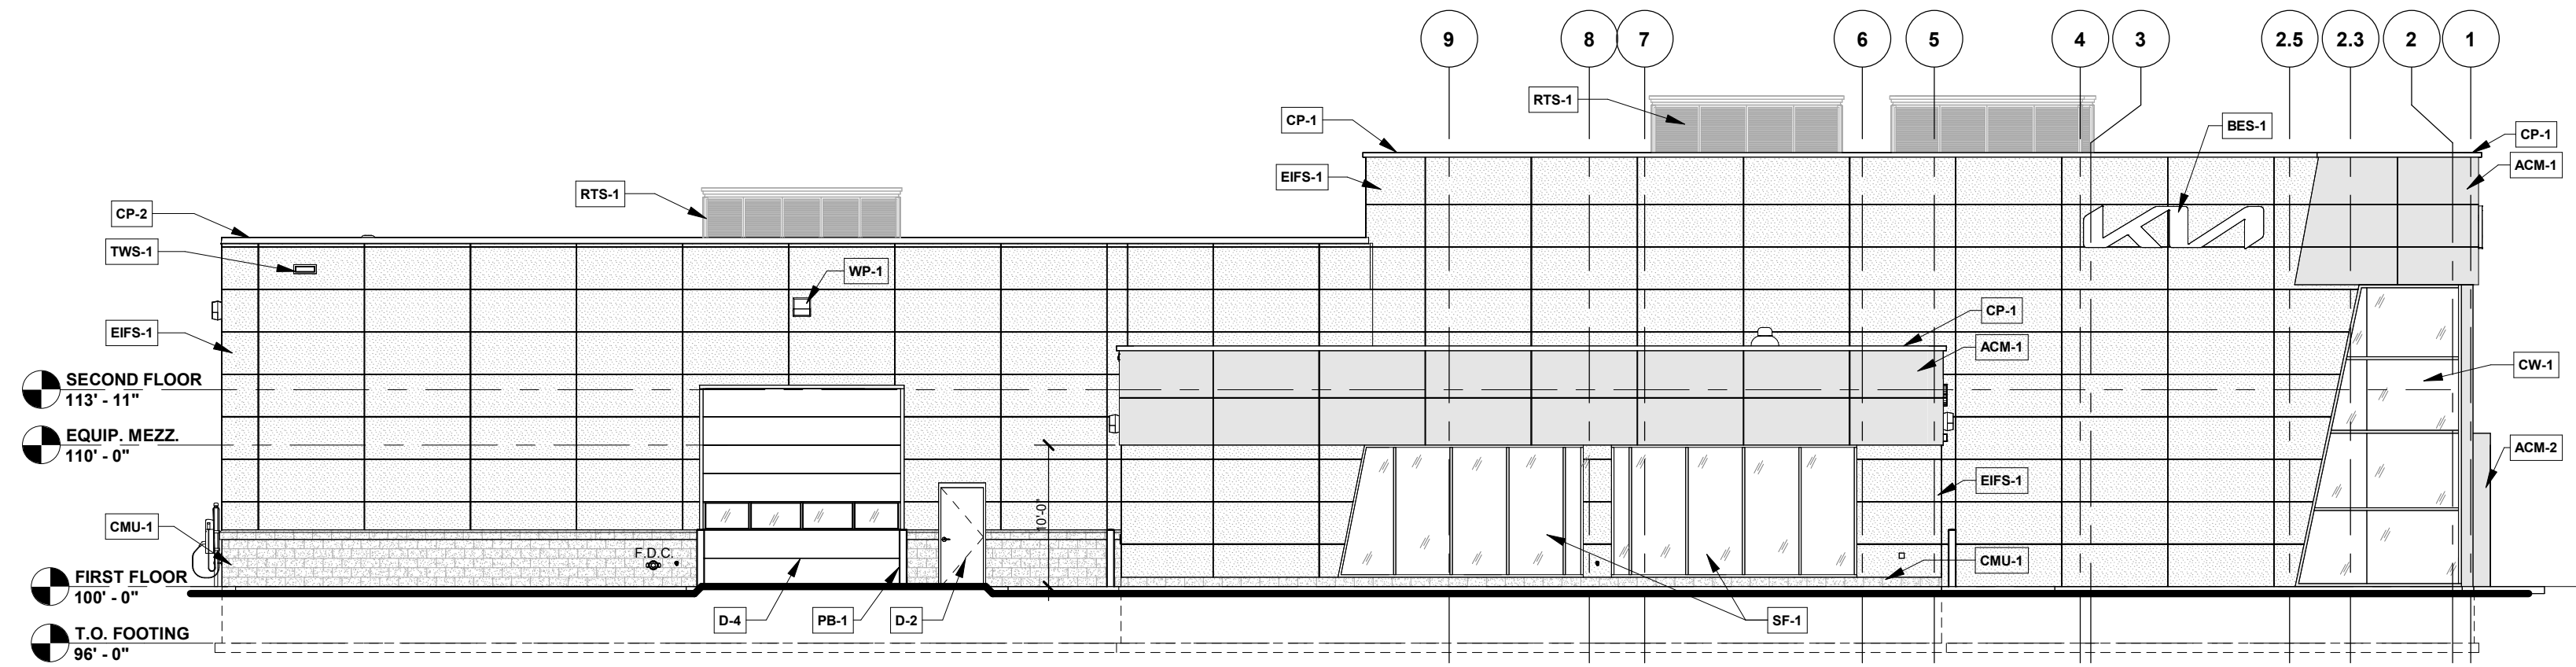 9
8
7
6
5
4
3
2.5
2.3
2
1
RTS-1
CP-1
BES-1
CP-1
ACM-1
EIFS-1
RTS-1
CP-2
TWS-1
WP-1
KN
CP-1
EIFS-1
ACM-1
CW-1
SECOND FLOOR
113' - 11"
EQUIP. MEZZ.
110' - 0"
ACM-2
EIFS-1
10'-0"
CMU-1
F.D.C.
CMU-1
FIRST FLOOR
100' - 0"
D-4
PB-1
D-2
SF-1
T.O. FOOTING
96' - 0"